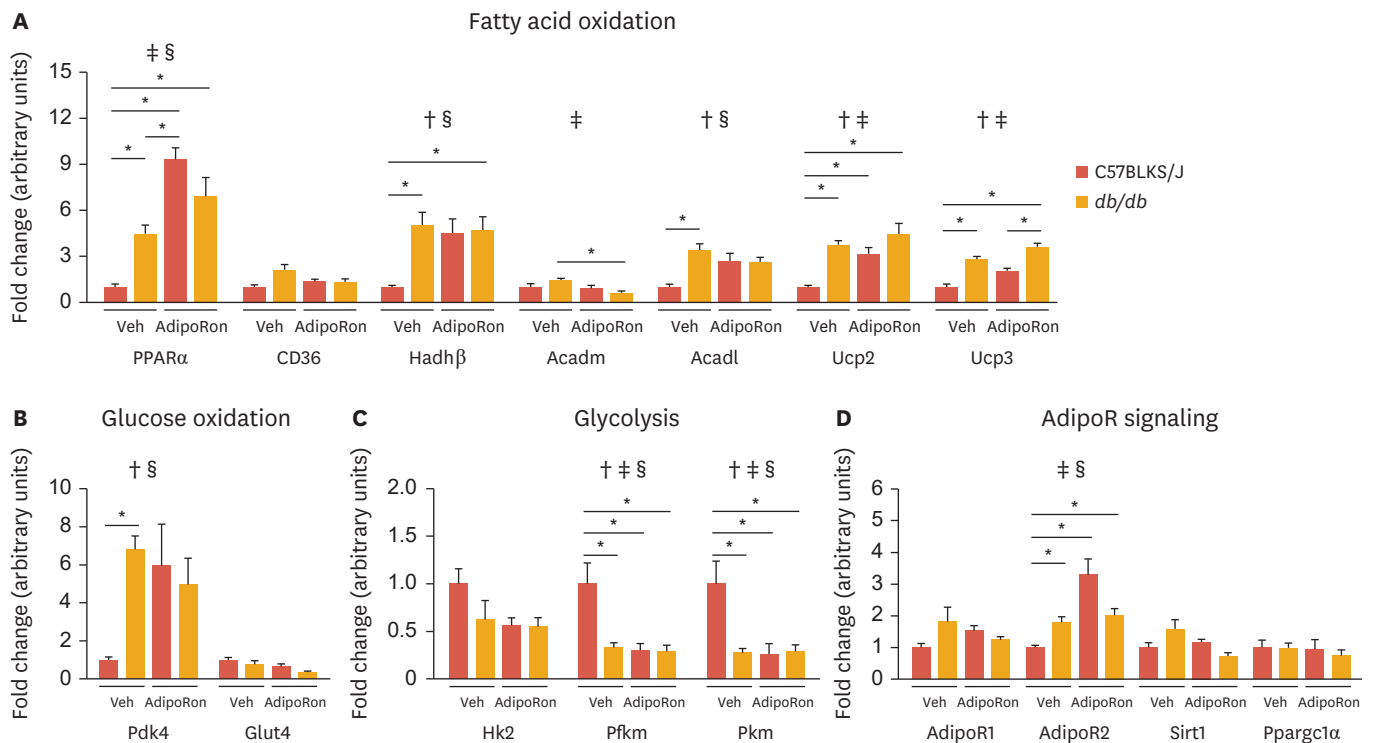 A Fatty acid oxidation
Fold change (arbitrary units)
15
12
9
6
3
0
‡ §
† §
‡
† §
† ‡
† ‡
* * * *
* *
*
*
* * *
* * *
C57BLKS/J
db/db
Veh AdipoRon Veh AdipoRon Veh AdipoRon Veh AdipoRon Veh AdipoRon Veh AdipoRon Veh AdipoRon
PPARα CD36 Hadhβ Acadm Acadl Ucp2 Ucp3
B Glucose oxidation
Fold change (arbitrary units)
10
8
6
4
2
0
† §
*
Veh AdipoRon Veh AdipoRon
Pdk4 Glut4
C Glycolysis
Fold change (arbitrary units)
2.0
1.0
0.5
0
† ‡ § † ‡ §
* * *
* * *
Veh AdipoRon Veh AdipoRon Veh AdipoRon
Hk2 Pfkm Pkm
D AdipoR signaling
Fold change (arbitrary units)
6
5
4
3
2
1
0
‡ §
* * *
Veh AdipoRon Veh AdipoRon Veh AdipoRon Veh AdipoRon
AdipoR1 AdipoR2 Sirt1 Ppargc1α